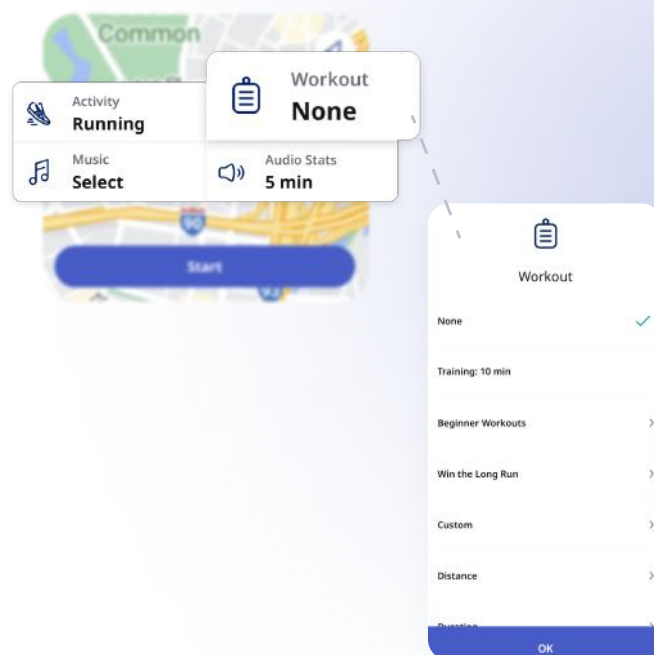 Common
Activity
Running
Workout
None
Music
Select
Audio Stats
5 min
90
Start
Workout
None
Training: 10 min
Beginner Workouts
Win the Long Run
Custom
Distance
Duration
OK